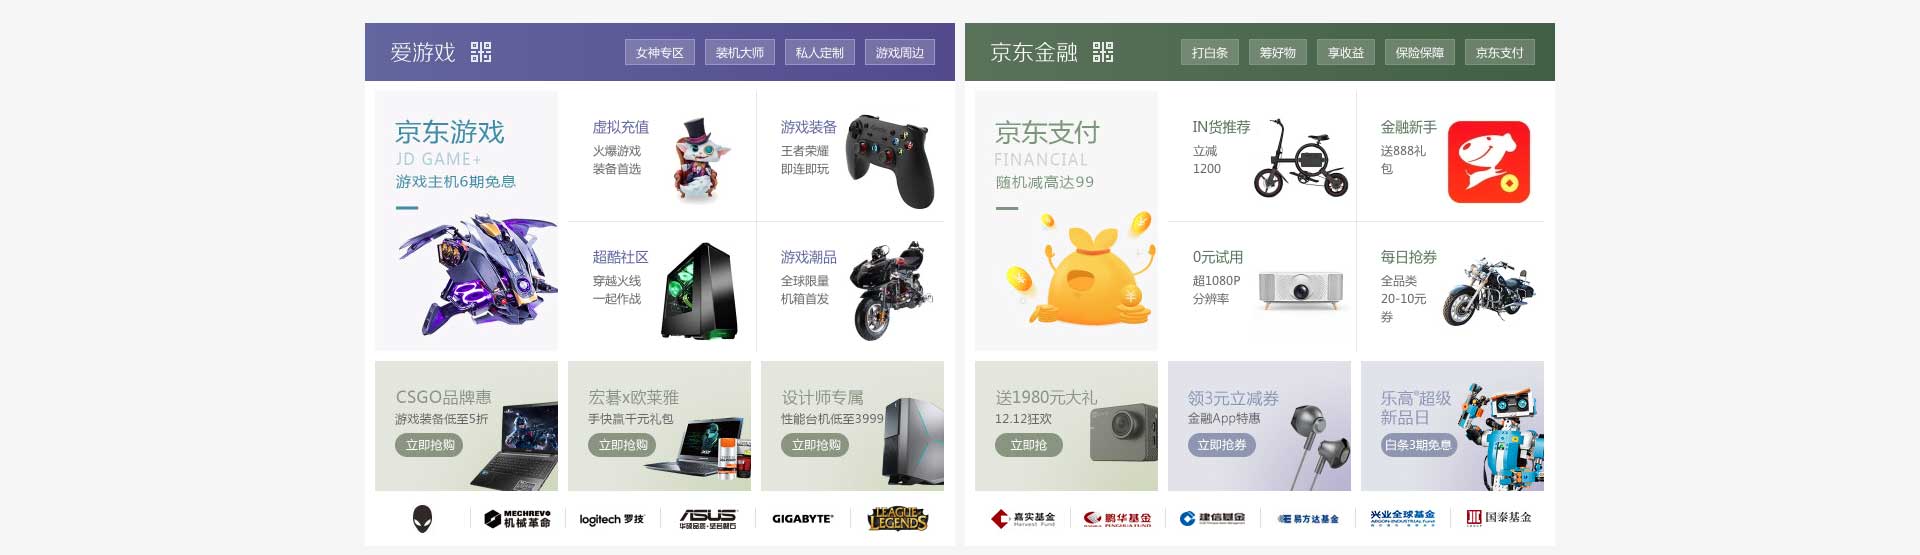 爱游戏
女神专区
装机大师
私人定制
游戏周边
京东游戏
JD GAME+
游戏主机6期免息
虚拟充值
火爆游戏
装备首选
游戏装备
王者荣耀
即连即玩
超酷社区
穿越火线
一起作战
游戏潮品
全球限量
机箱首发
CSGO品牌惠
游戏装备低至5折
立即抢购
宏碁x欧莱雅
手快赢千元礼包
立即抢购
设计师专属
性能台机低至3999
立即抢购
MECHREVO
机械革命
logitech 罗技
ASUS
华硕品质·坚若磐石
GIGABYTE
LEAGUE
LEGENDS
京东金融
打白条
筹好物
享收益
保险保障
京东支付
京东支付
FINANCIAL
随机减高达99
IN货推荐
立减
1200
金融新手
送888礼
包
0元试用
超1080P
分辨率
每日抢券
全品类
20-10元
券
送1980元大礼
12.12狂欢
立即抢
领3元立减券
金融App特惠
立即抢券
乐高®超级
新品日
白条3期免息
嘉实基金
Harvest Fund
鹏华基金
PENGHUA FUND
建信基金
易方达基金
兴业全球基金
AEGON-INDUSTRIAL Fund
国泰基金